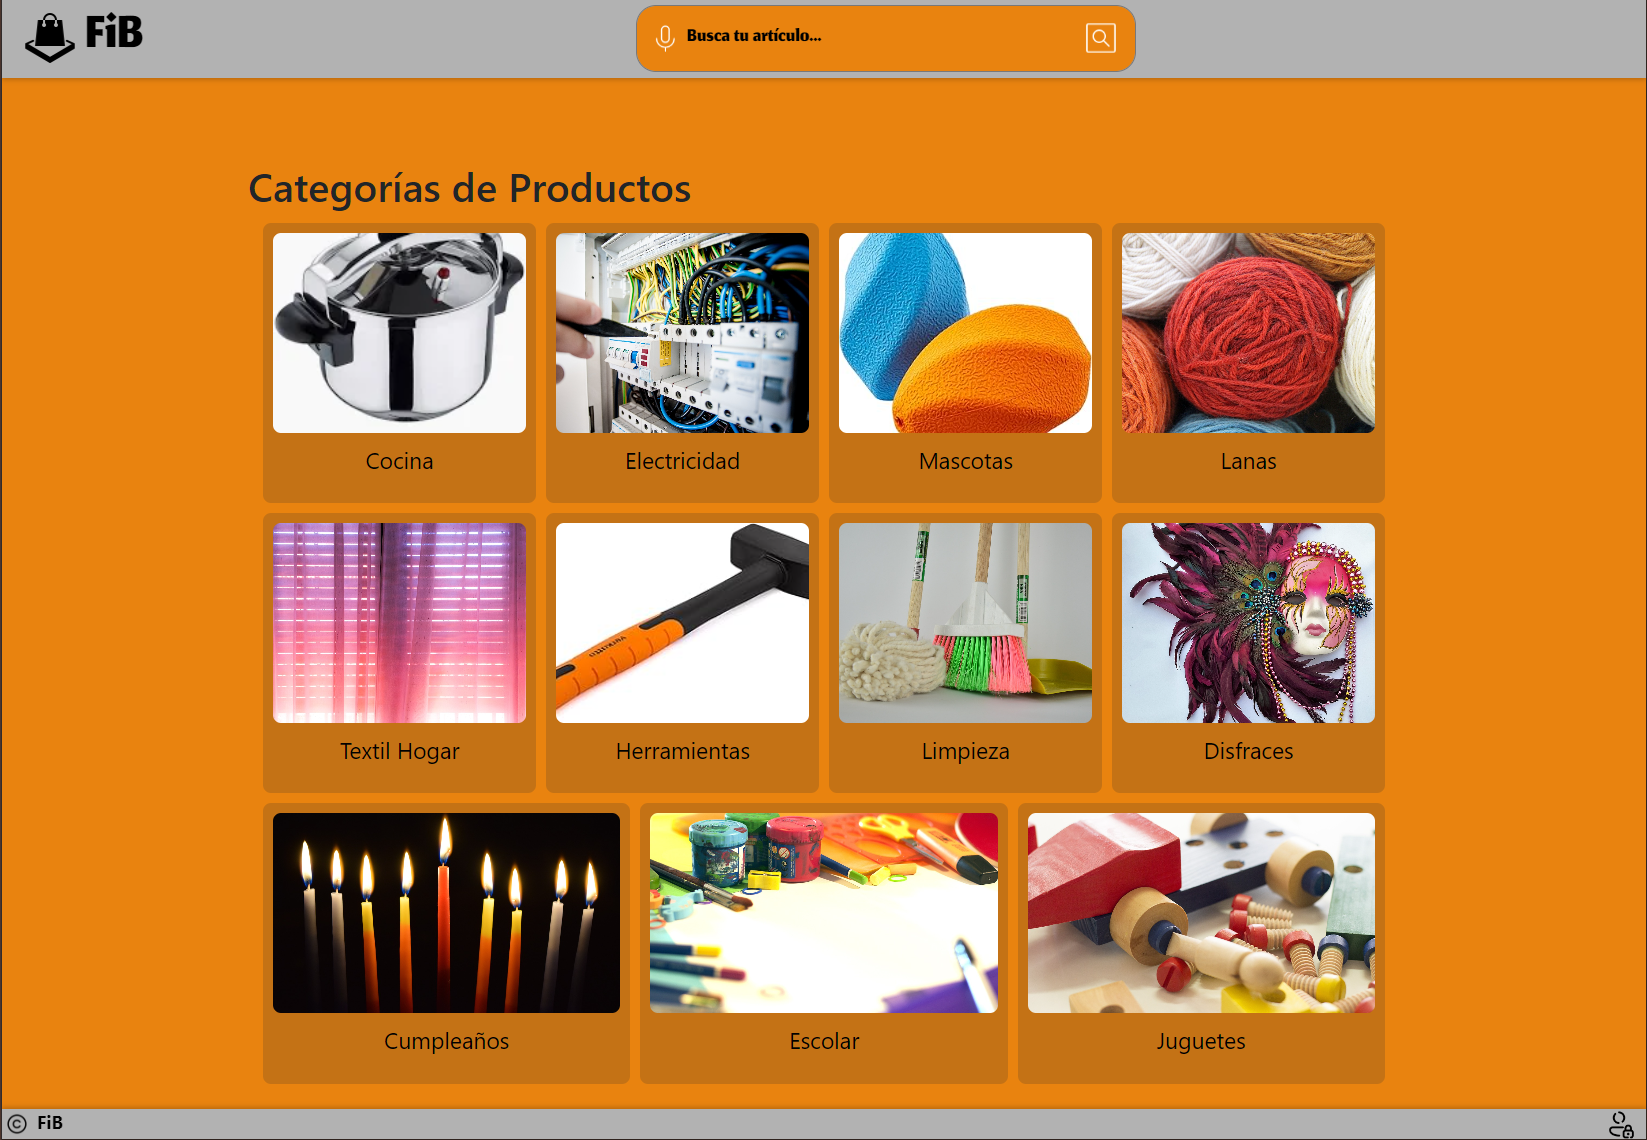 FiB
Busca tu artículo...
Categorías de Productos
Cocina
Electricidad
Mascotas
Lanas
Textil Hogar
Herramientas
Limpieza
Disfraces
Cumpleaños
Escolar
Juguetes
© FiB